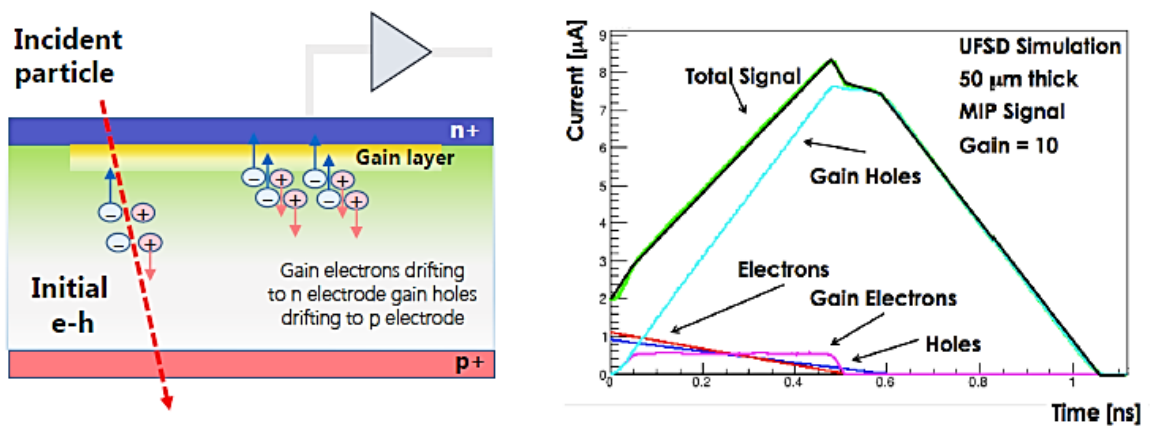 Incident
particle
n+
Gain layer
− + − +
− + − +
− +
− +
Initial
e-h
Gain electrons drifting
to n electrode gain holes
drifting to p electrode
p+
Current [µA]
9
8
7
6
5
4
3
2
1
0
0 0.2 0.4 0.6 0.8 1
Time [ns]
UFSD Simulation
50 µm thick
MIP Signal
Gain = 10
Total Signal
Gain Holes
Electrons
Gain Electrons
Holes